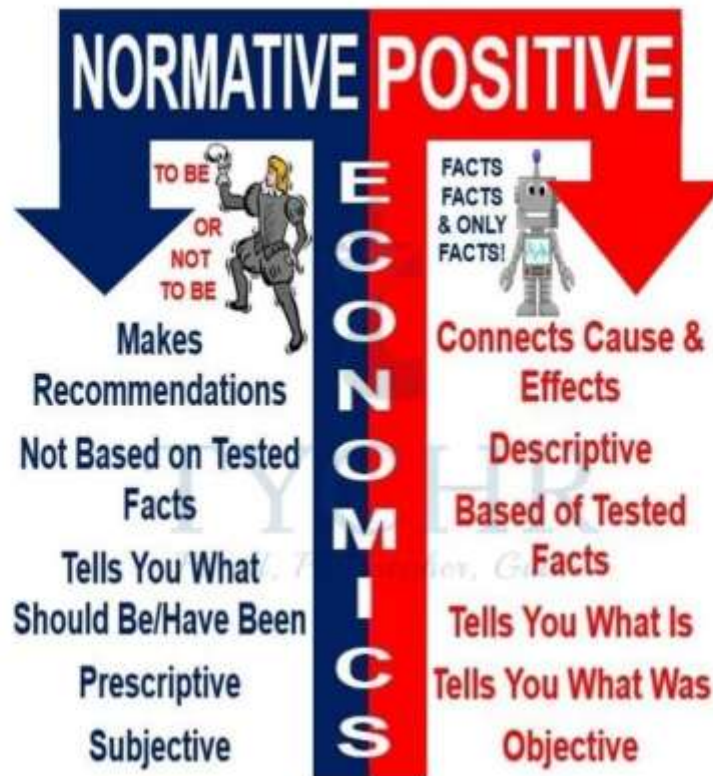 NORMATIVE POSITIVE
TO BE
OR
NOT
TO BE
Makes
Recommendations
Not Based on Tested
Facts
Tells You What
Should Be/Have Been
Prescriptive
Subjective
ECONOMICS
FACTS
FACTS
& ONLY
FACTS!
Connects Cause &
Effects
Descriptive
Based of Tested
Facts
Tells You What Is
Tells You What Was
Objective